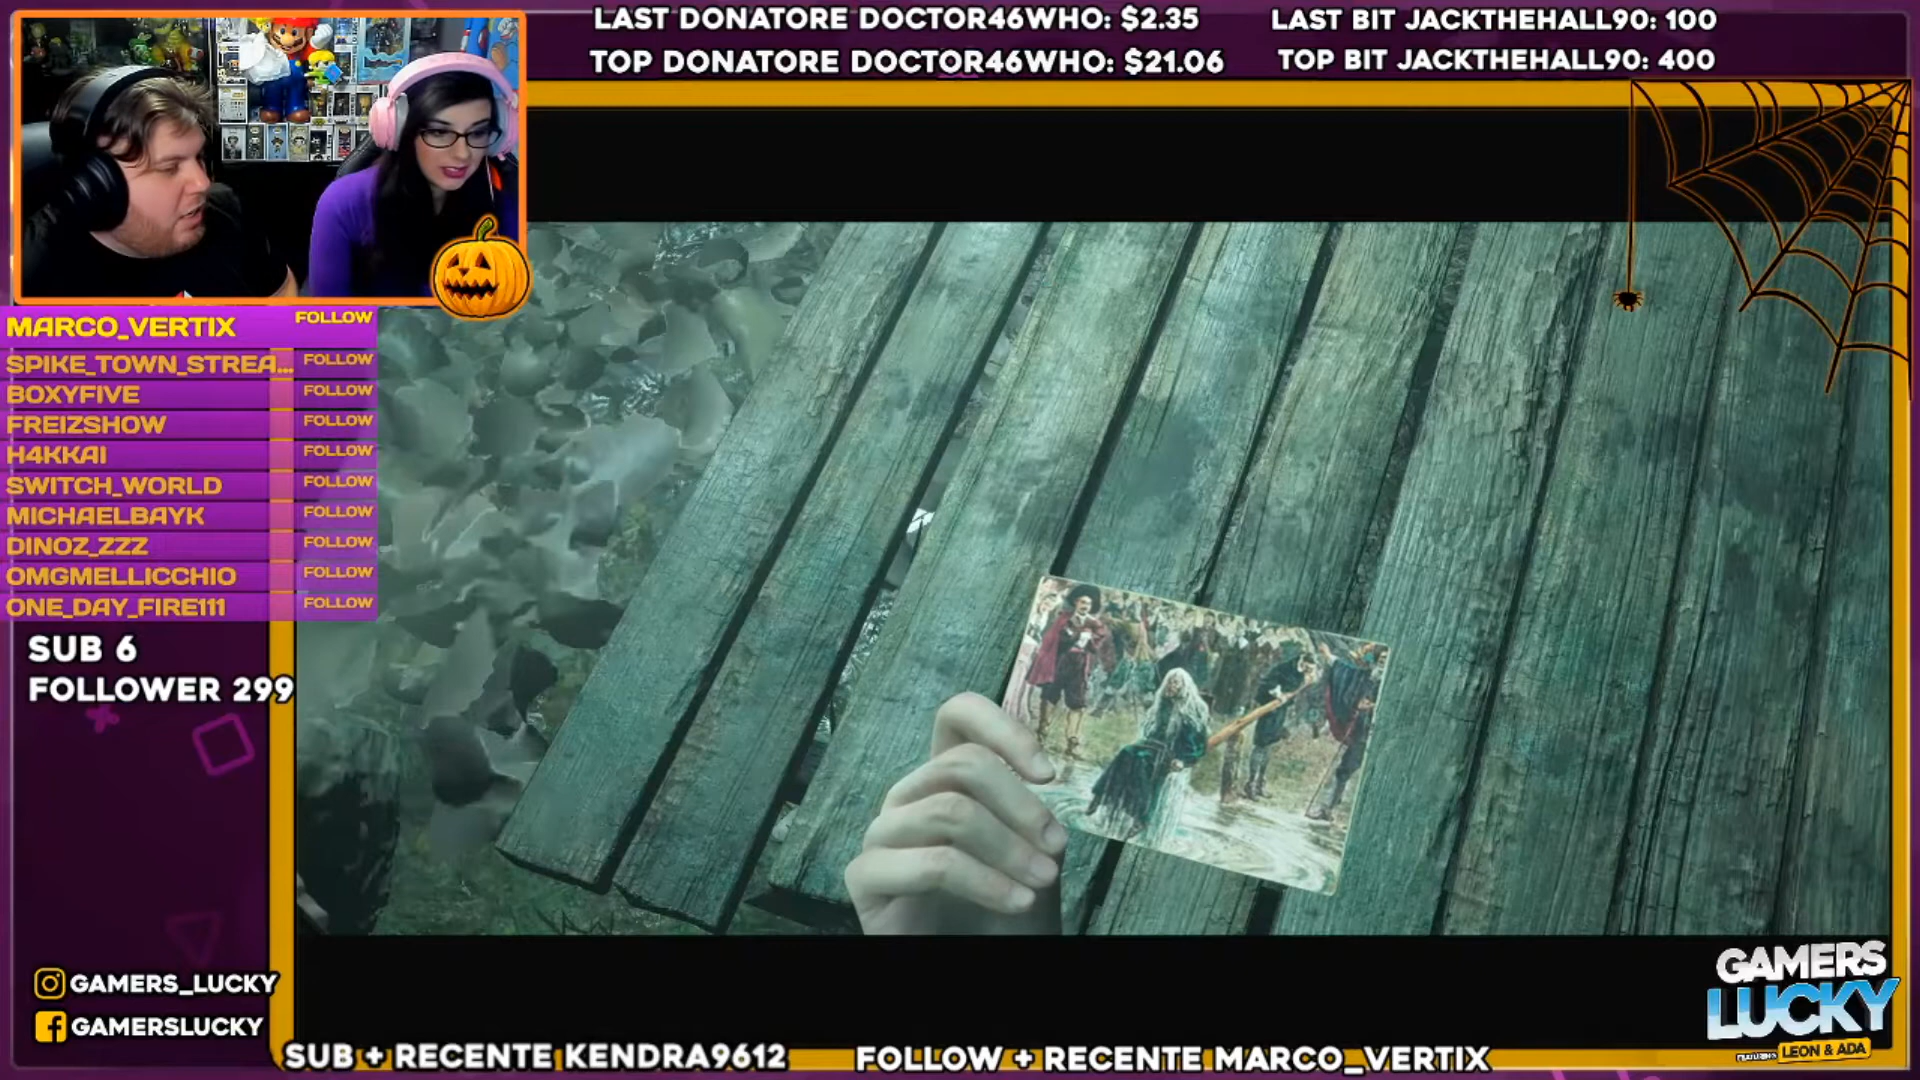 LAST DONATORE DOCTOR46WHO: $2.35
LAST BIT JACKTHEHALL90: 100
TOP DONATORE DOCTOR46WHO: $21.06
TOP BIT JACKTHEHALL90: 400
MARCO_VERTIX FOLLOW
SPIKE_TOWN_STREA... FOLLOW
BOXYFIVE FOLLOW
FREIZSHOW FOLLOW
H4KKAI FOLLOW
SWITCH_WORLD FOLLOW
MICHAELBAYK FOLLOW
DINOZ_ZZZ FOLLOW
OMGMELLICCHIO FOLLOW
ONE_DAY_FIRE111 FOLLOW
SUB 6
FOLLOWER 299
GAMERS_LUCKY
GAMERSLUCKY
GAMERS
LUCKY
FEATURING LEON & ADA
SUB + RECENTE KENDRA9612
FOLLOW + RECENTE MARCO_VERTIX